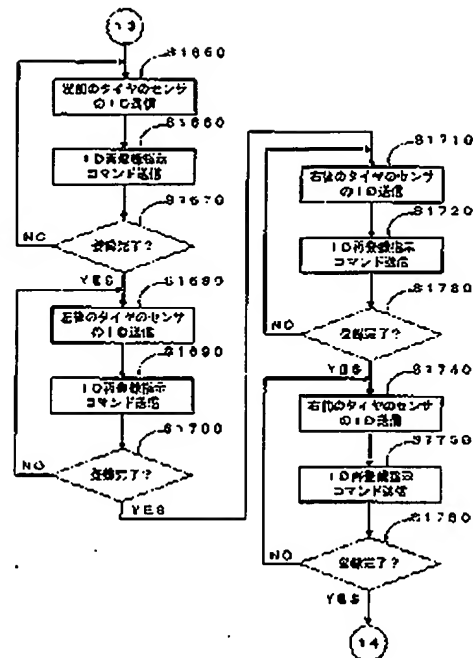 13
左前のタイヤのセンサ
のID送信
S1660
ID再登録指示
コマンド送信
S1670
登録完了？
NO
YES
S1680
左後のタイヤのセンサ
のID送信
S1690
ID再登録指示
コマンド送信
S1700
登録完了？
NO
YES
S1710
右後のタイヤのセンサ
のID送信
S1720
ID再登録指示
コマンド送信
登録完了？
NO
YES
S1740
右前のタイヤのセンサ
のID送信
S1750
ID再登録指示
コマンド送信
S1760
登録完了？
NO
YES
14